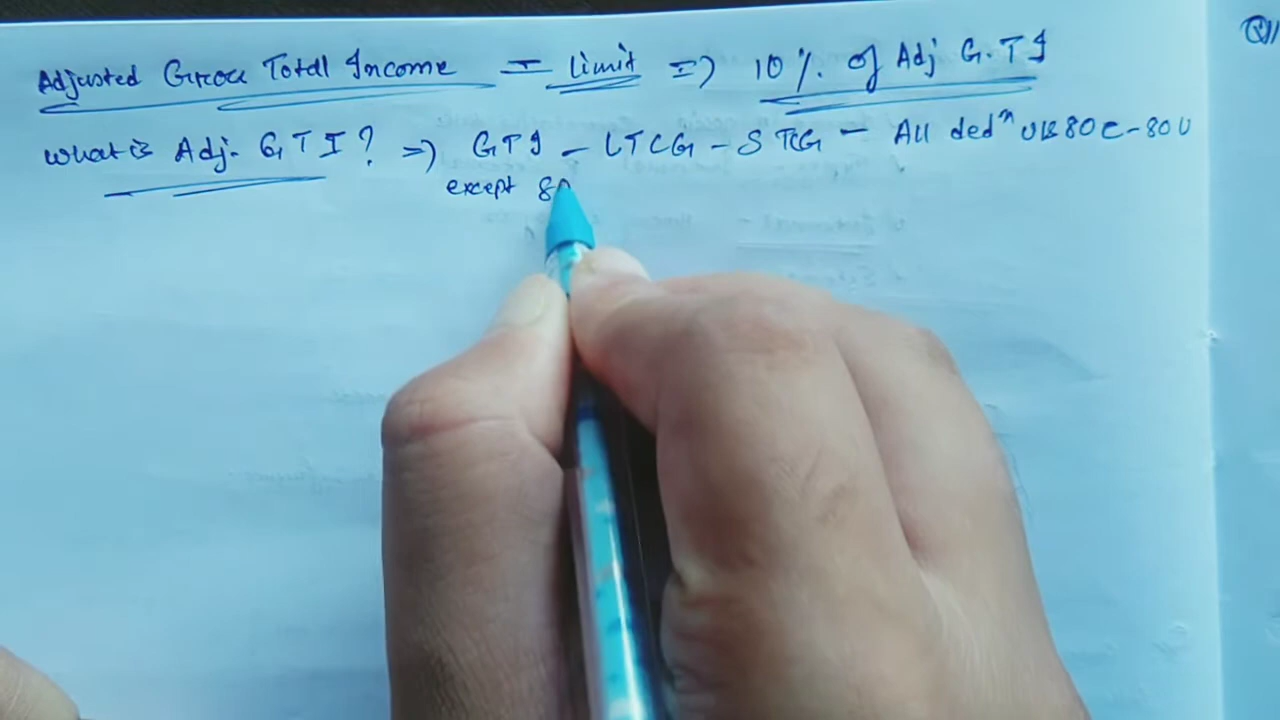 Adjusted Gross Total Income = limit => 10% of Adj G.T I
What is Adj. G T I? => GTI - LTCG - STCG - All dedⁿ U/s 80C-80U
except 80
Q11